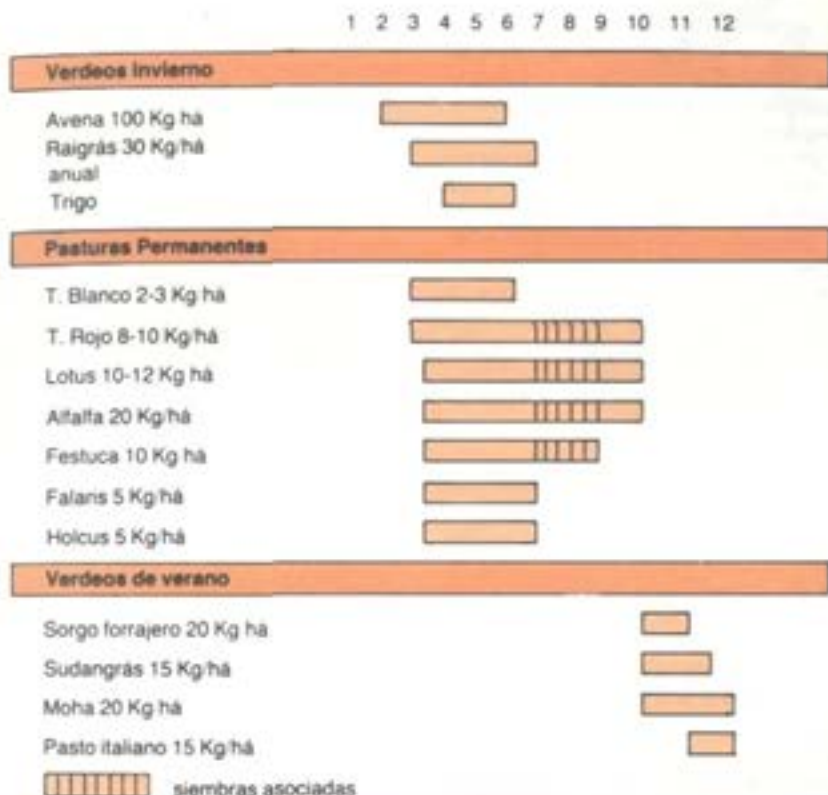 1 2 3 4 5 6 7 8 9 10 11 12
Verdeos Invierno
Avena 100 Kg há
Raigrás 30 Kg/há
anual
Trigo
Pasturas Permanentes
T. Blanco 2-3 Kg há
T. Rojo 8-10 Kg/há
Lotus 10-12 Kg há
Alfalfa 20 Kg/há
Festuca 10 Kg há
Falaris 5 Kg/há
Holcus 5 Kg/há
Verdeos de verano
Sorgo forrajero 20 Kg ha
Sudangrás 15 Kg/há
Moha 20 Kg há
Pasto italiano 15 Kg/há
siembras asociadas